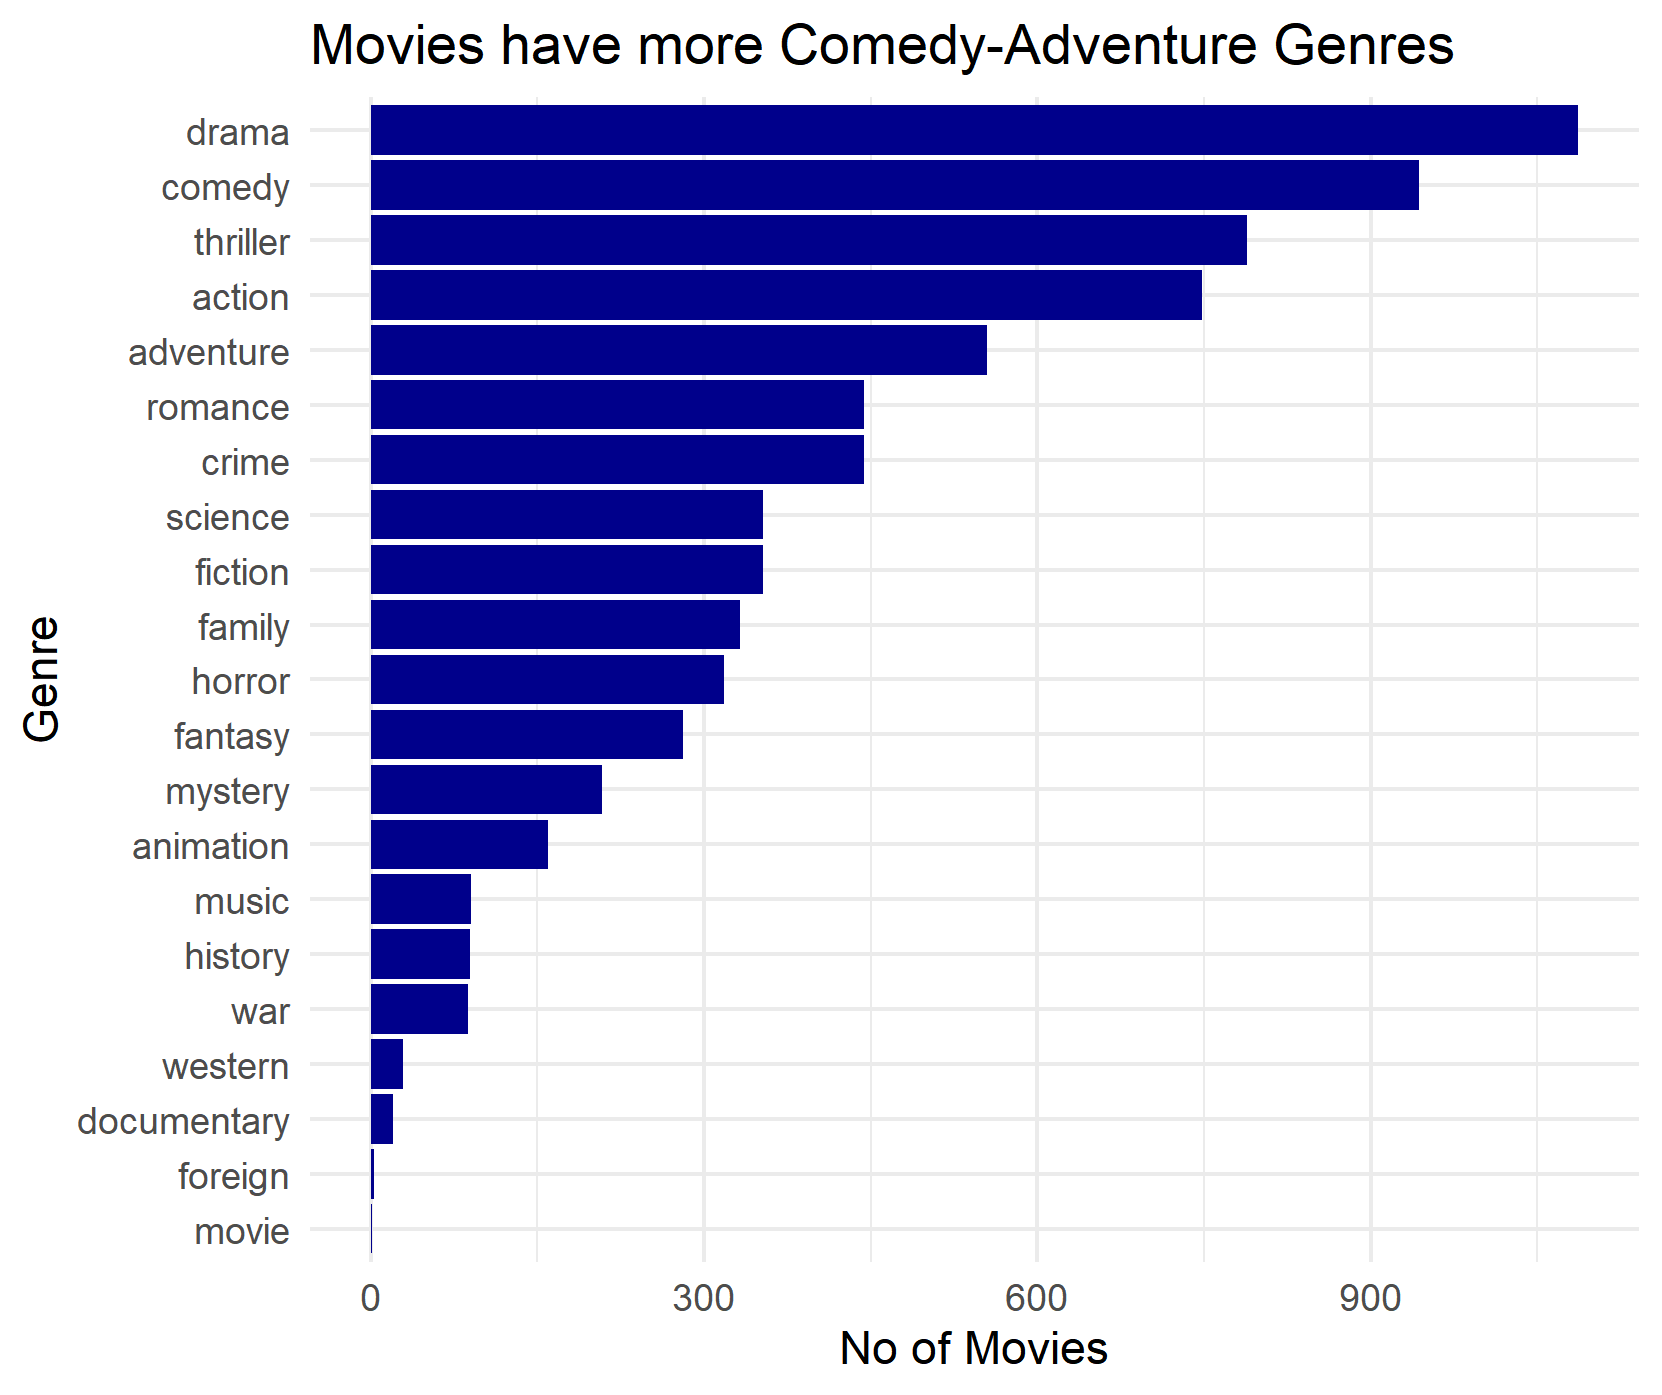 Movies have more Comedy-Adventure Genres
drama
comedy
thriller
action
adventure
romance
crime
science
fiction
family
horror
fantasy
mystery
animation
music
history
war
western
documentary
foreign
movie
Genre
0 300 600 900
No of Movies